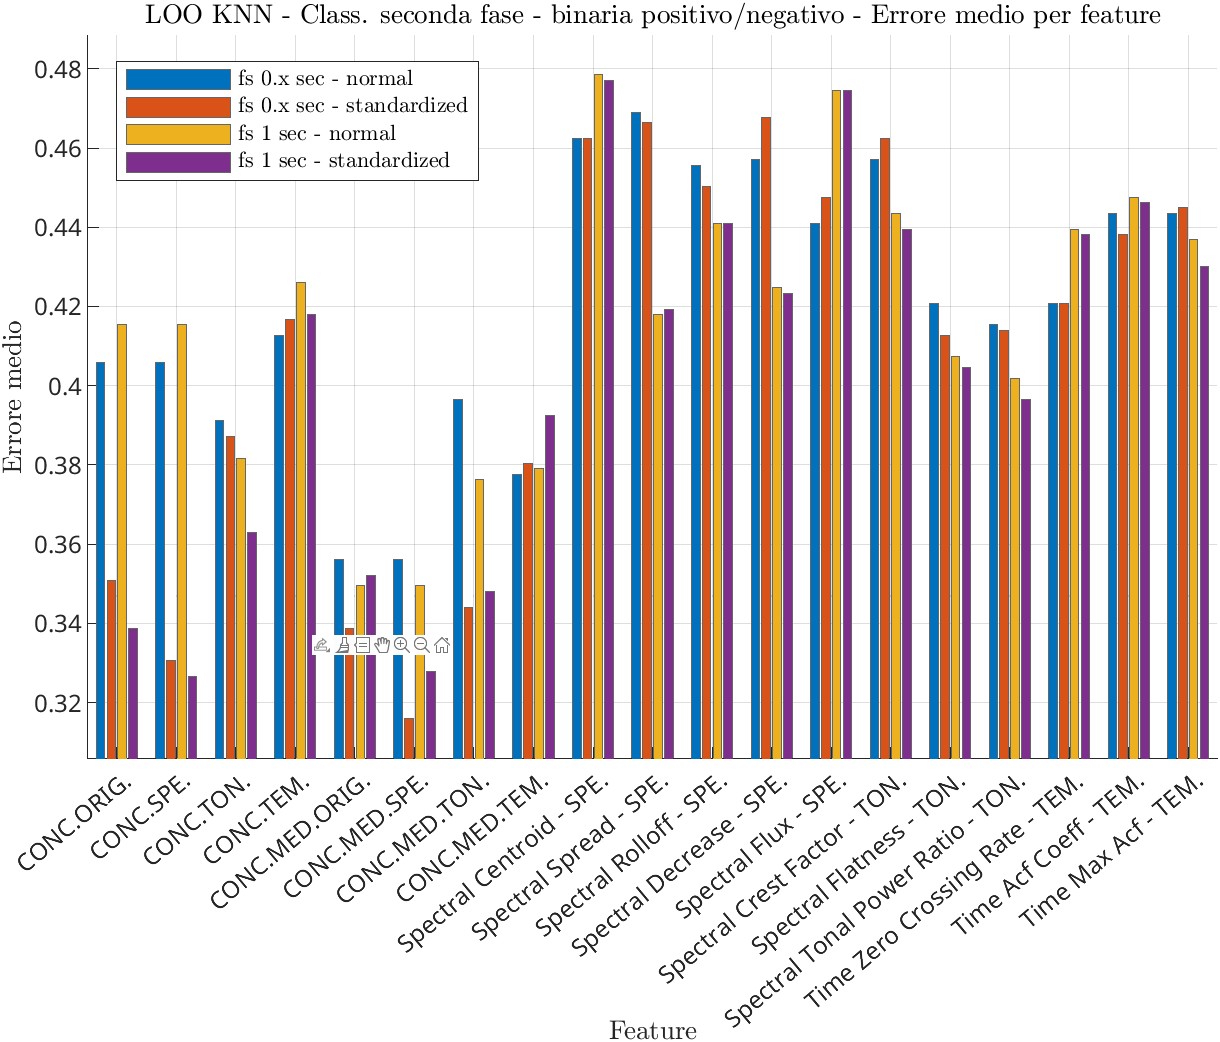 LOO KNN - Class. seconda fase - binaria positivo/negativo - Errore medio per feature
fs 0.x sec - normal
fs 0.x sec - standardized
fs 1 sec - normal
fs 1 sec - standardized
Errore medio
0.48
0.46
0.44
0.42
0.4
0.38
0.36
0.34
0.32
CONC.ORIG.
CONC.SPE.
CONC.TON.
CONC.TEM.
CONC.MED.ORIG.
CONC.MED.SPE.
CONC.MED.TON.
CONC.MED.TEM.
Spectral Centroid - SPE.
Spectral Spread - SPE.
Spectral Rolloff - SPE.
Spectral Decrease - SPE.
Spectral Flux - SPE.
Spectral Crest Factor - TON.
Spectral Flatness - TON.
Spectral Tonal Power Ratio - TON.
Time Zero Crossing Rate - TEM.
Time Acf Coeff - TEM.
Time Max Acf - TEM.
Feature